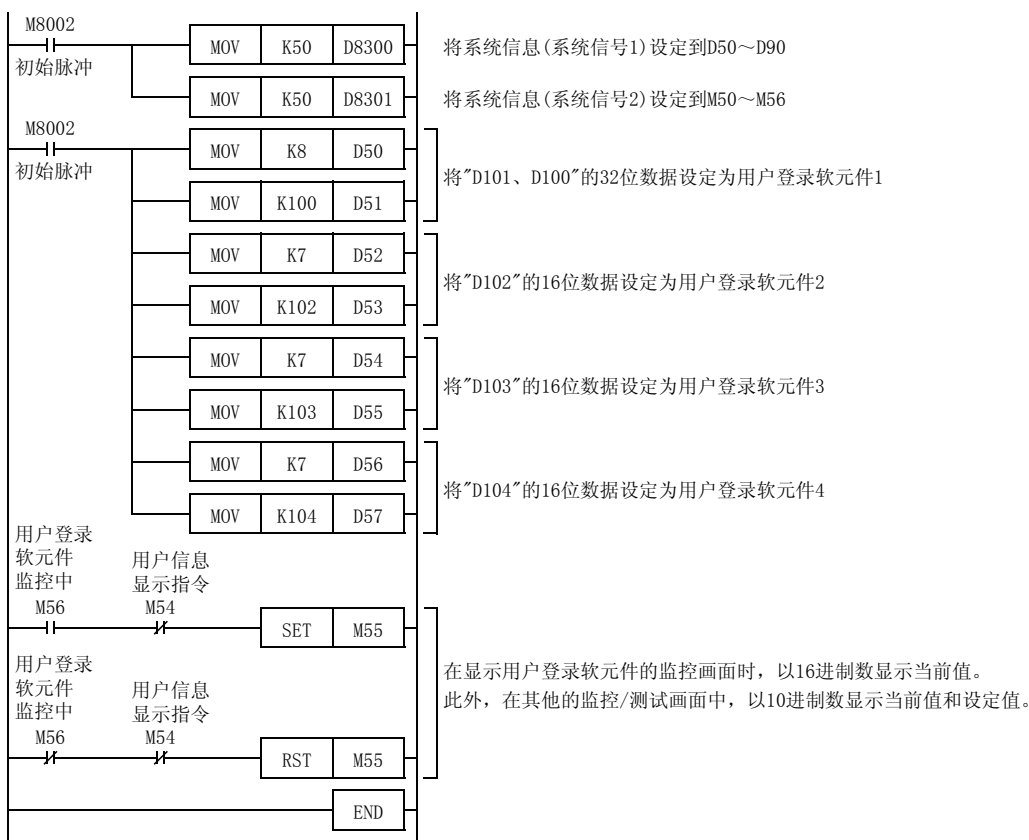 M8002
初始脉冲
MOV K50 D8300
将系统信息(系统信号1)设定到D50～D90
MOV K50 D8301
将系统信息(系统信号2)设定到M50～M56
M8002
初始脉冲
MOV K8 D50
MOV K100 D51
将"D101、D100"的32位数据设定为用户登录软元件1
MOV K7 D52
MOV K102 D53
将"D102"的16位数据设定为用户登录软元件2
MOV K7 D54
MOV K103 D55
将"D103"的16位数据设定为用户登录软元件3
MOV K7 D56
MOV K104 D57
将"D104"的16位数据设定为用户登录软元件4
用户登录
软元件
监控中
M56
用户信息
显示指令
M54
SET M55
用户登录
软元件
监控中
M56
用户信息
显示指令
M54
RST M55
在显示用户登录软元件的监控画面时，以16进制数显示当前值。
此外，在其他的监控/测试画面中，以10进制数显示当前值和设定值。
END